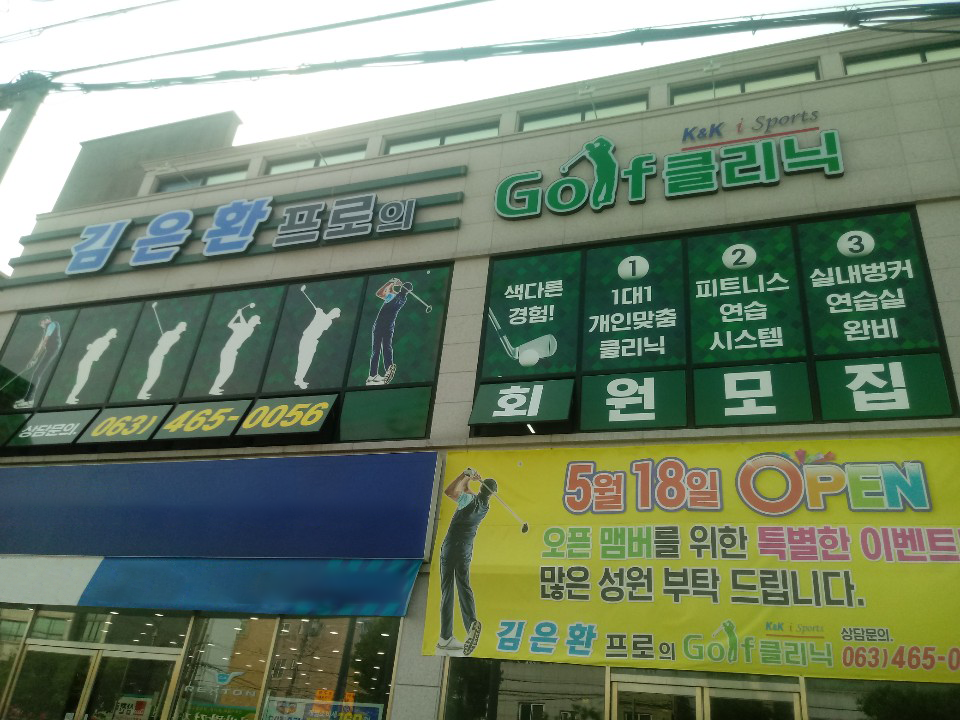 K&K i Sports
김은환 프로의 Golf 클리닉
색다른
경험!
1
1대1
개인맞춤
클리닉
2
피트니스
연습
시스템
3
실내벙커
연습실
완비
회원모집
상담문의 063) 465-0056
5월 18일 OPEN
오픈 맴버를 위한 특별한 이벤트
많은 성원 부탁 드립니다.
김은환 프로의 Golf 클리닉
K&K i Sports
상담문의.
063) 465-0